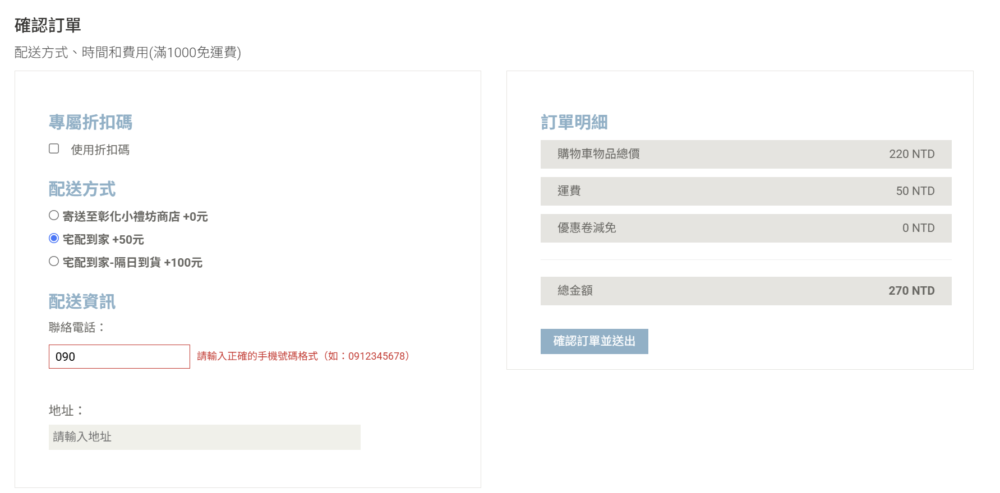 確認訂單
配送方式、時間和費用(滿1000免運費)
專屬折扣碼
使用折扣碼
配送方式
寄送至彰化小禮坊商店 +0元
宅配到家 +50元
宅配到家-隔日到貨 +100元
配送資訊
聯絡電話：
090
請輸入正確的手機號碼格式（如：0912345678）
地址：
請輸入地址
訂單明細
購物車物品總價 220 NTD
運費 50 NTD
優惠卷減免 0 NTD
總金額 270 NTD
確認訂單並送出